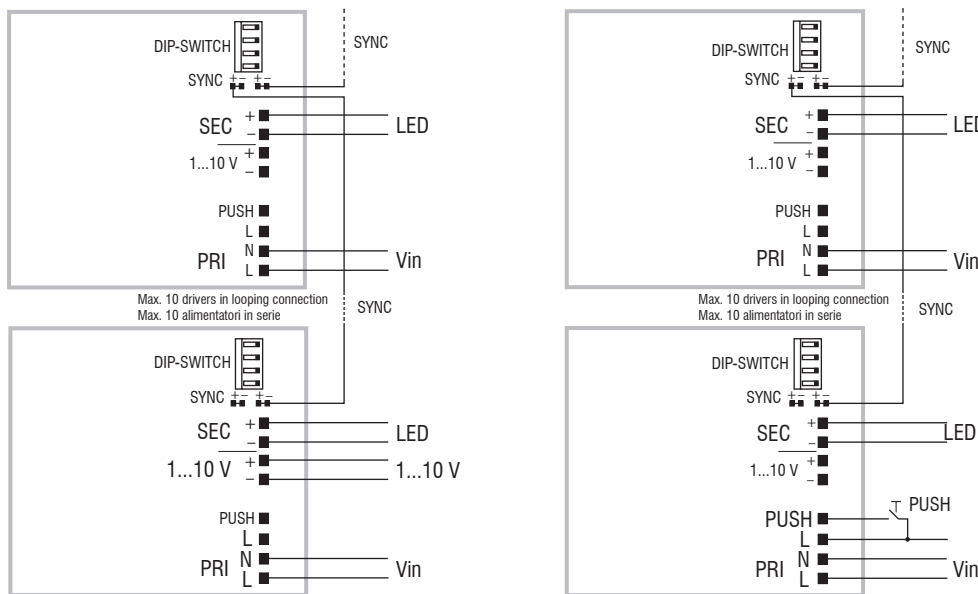 DIP-SWITCH
SYNC
SYNC
+ - + -
SEC
+
-
LED
1...10 V
+
-
PUSH
L
PRI
N
L
Vin
Max. 10 drivers in looping connection
Max. 10 alimentatori in serie
SYNC
DIP-SWITCH
SYNC
+ - + -
SEC
+
-
LED
1...10 V
+
-
1...10 V
PUSH
L
PRI
N
L
Vin
DIP-SWITCH
SYNC
SYNC
+ - + -
SEC
+
-
LED
1...10 V
+
-
PUSH
L
PRI
N
L
Vin
Max. 10 drivers in looping connection
Max. 10 alimentatori in serie
SYNC
DIP-SWITCH
SYNC
+ - + -
SEC
+
-
LED
1...10 V
+
-
PUSH
PUSH
L
PRI
N
L
Vin